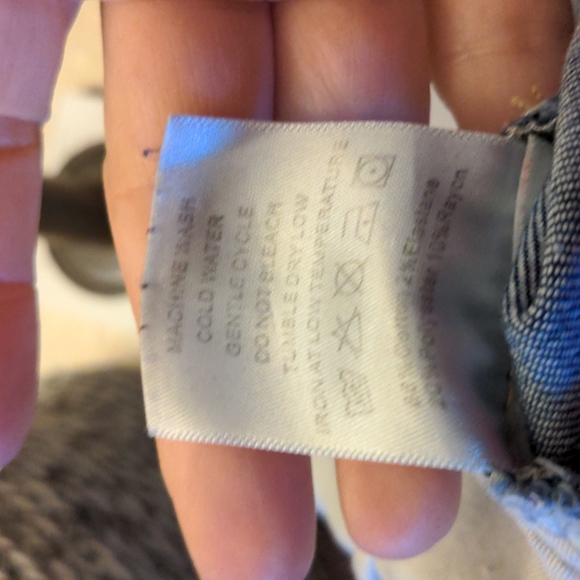 MACHINE WASH
COLD WATER
GENTLE CYCLE
DO NOT BLEACH
TUMBLE DRY LOW
IRON AT LOW TEMPERATURE
2% Elastane
Polyester 10% Rayon